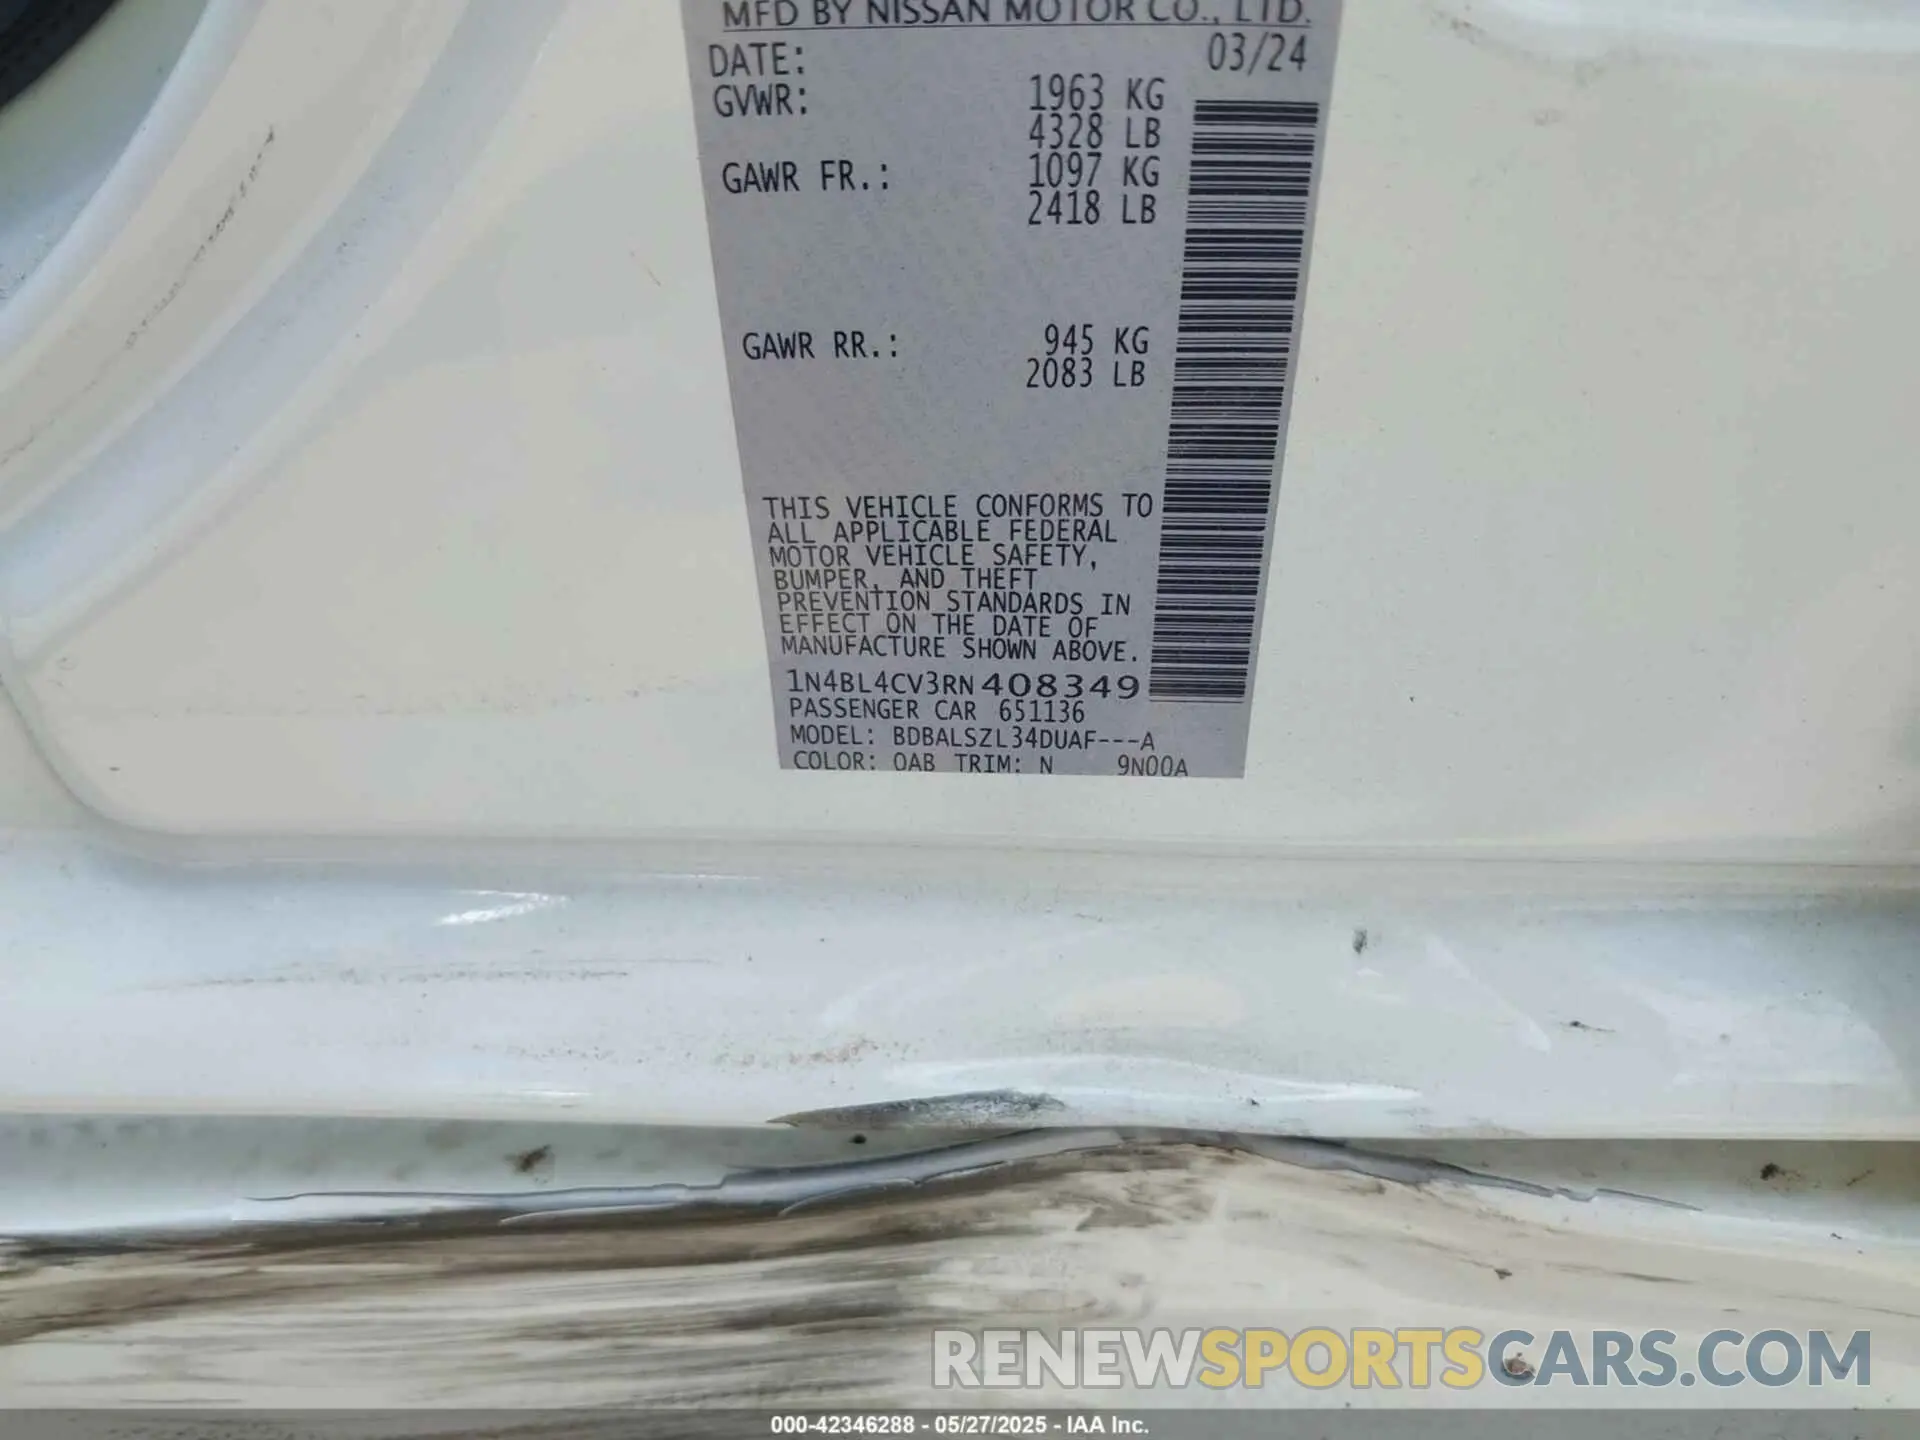 MFD BY NISSAN MOTOR CO., LTD.
DATE: 03/24
GVWR: 1963 KG
4328 LB
GAWR FR.: 1097 KG
2418 LB
GAWR RR.: 945 KG
2083 LB
THIS VEHICLE CONFORMS TO
ALL APPLICABLE FEDERAL
MOTOR VEHICLE SAFETY,
BUMPER, AND THEFT
PREVENTION STANDARDS IN
EFFECT ON THE DATE OF
MANUFACTURE SHOWN ABOVE.
1N4BL4CV3RN408349
PASSENGER CAR 651136
MODEL: BDBALSZL34DUAF---A
COLOR: QAB TRIM: N 9N00A
RENEWSPORTSCARS.COM
000-42346288 - 05/27/2025 - IAA Inc.